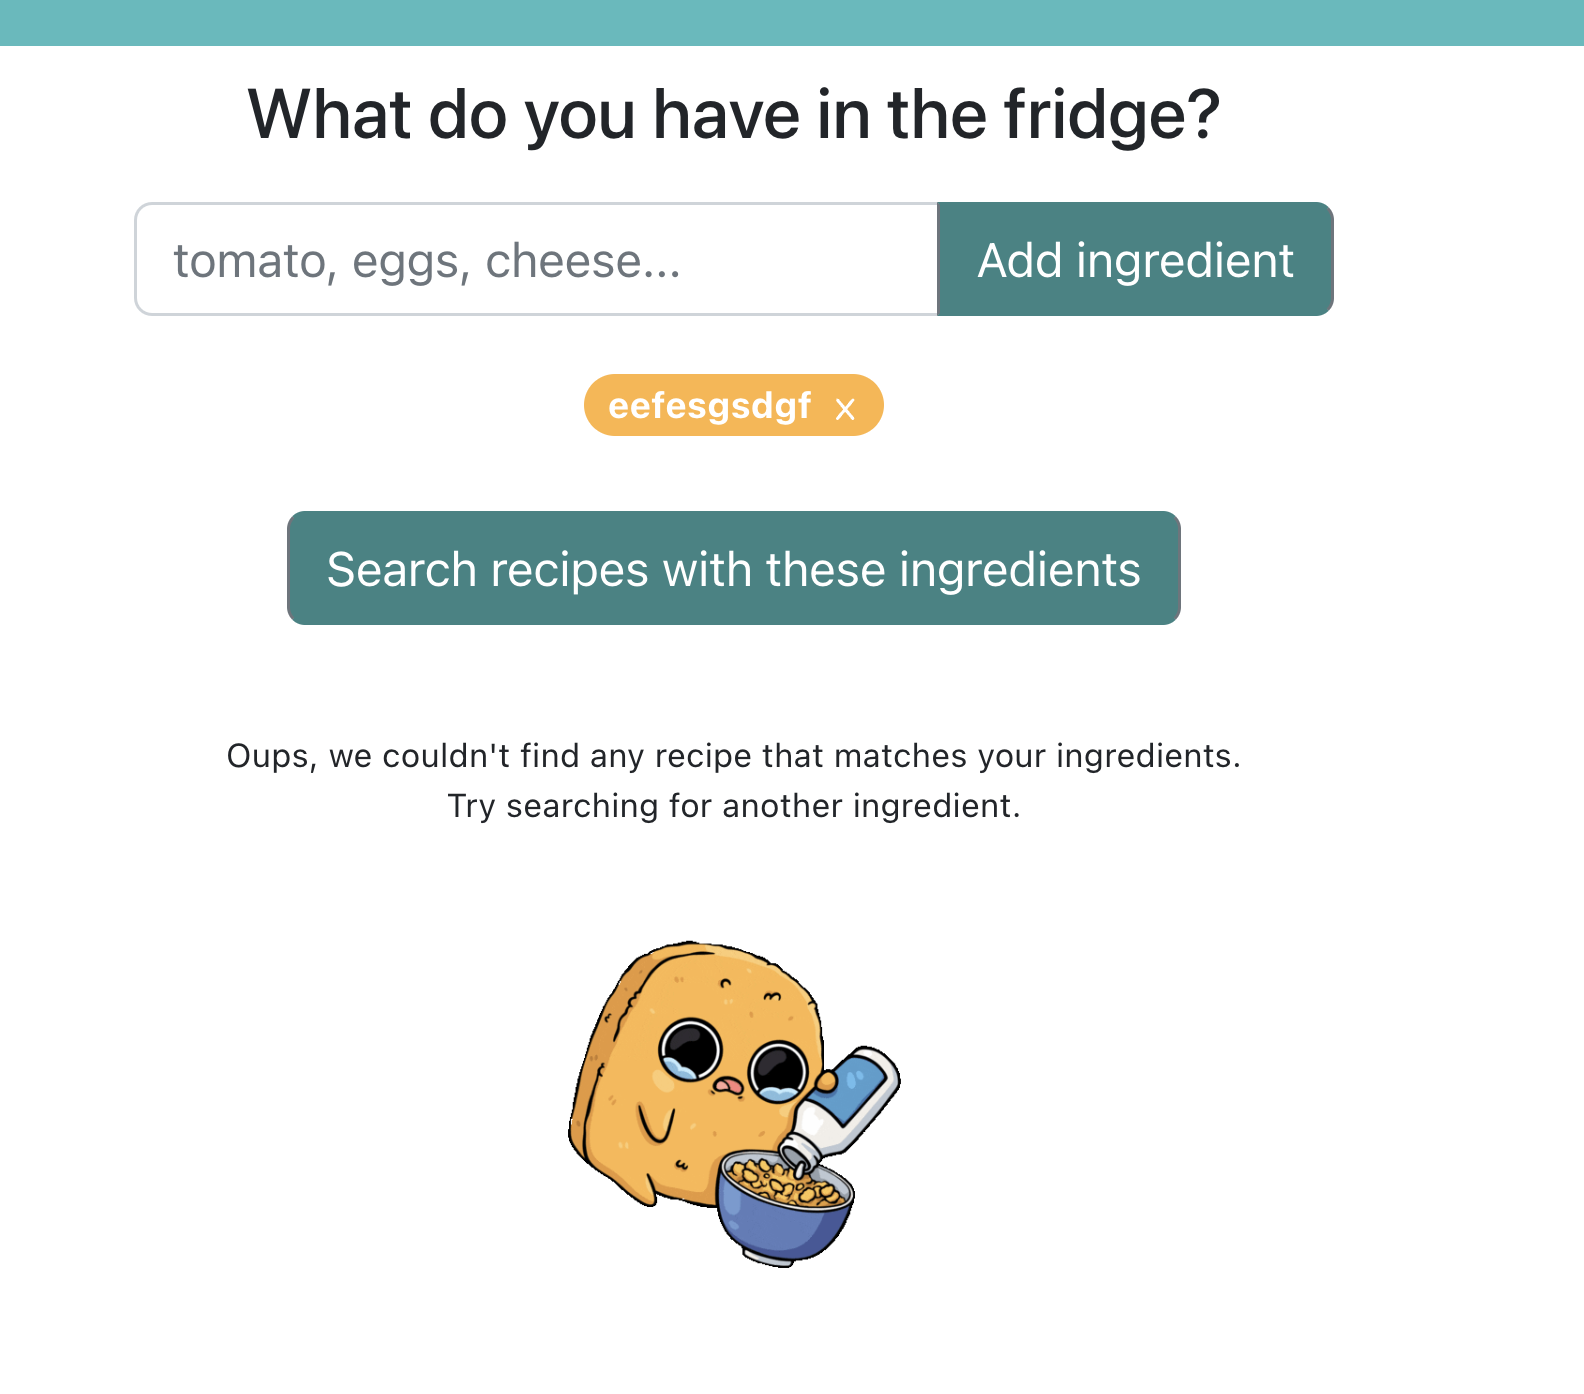 What do you have in the fridge?
tomato, eggs, cheese...
Add ingredient
eefesgsdgf x
Search recipes with these ingredients
Oups, we couldn't find any recipe that matches your ingredients.
Try searching for another ingredient.